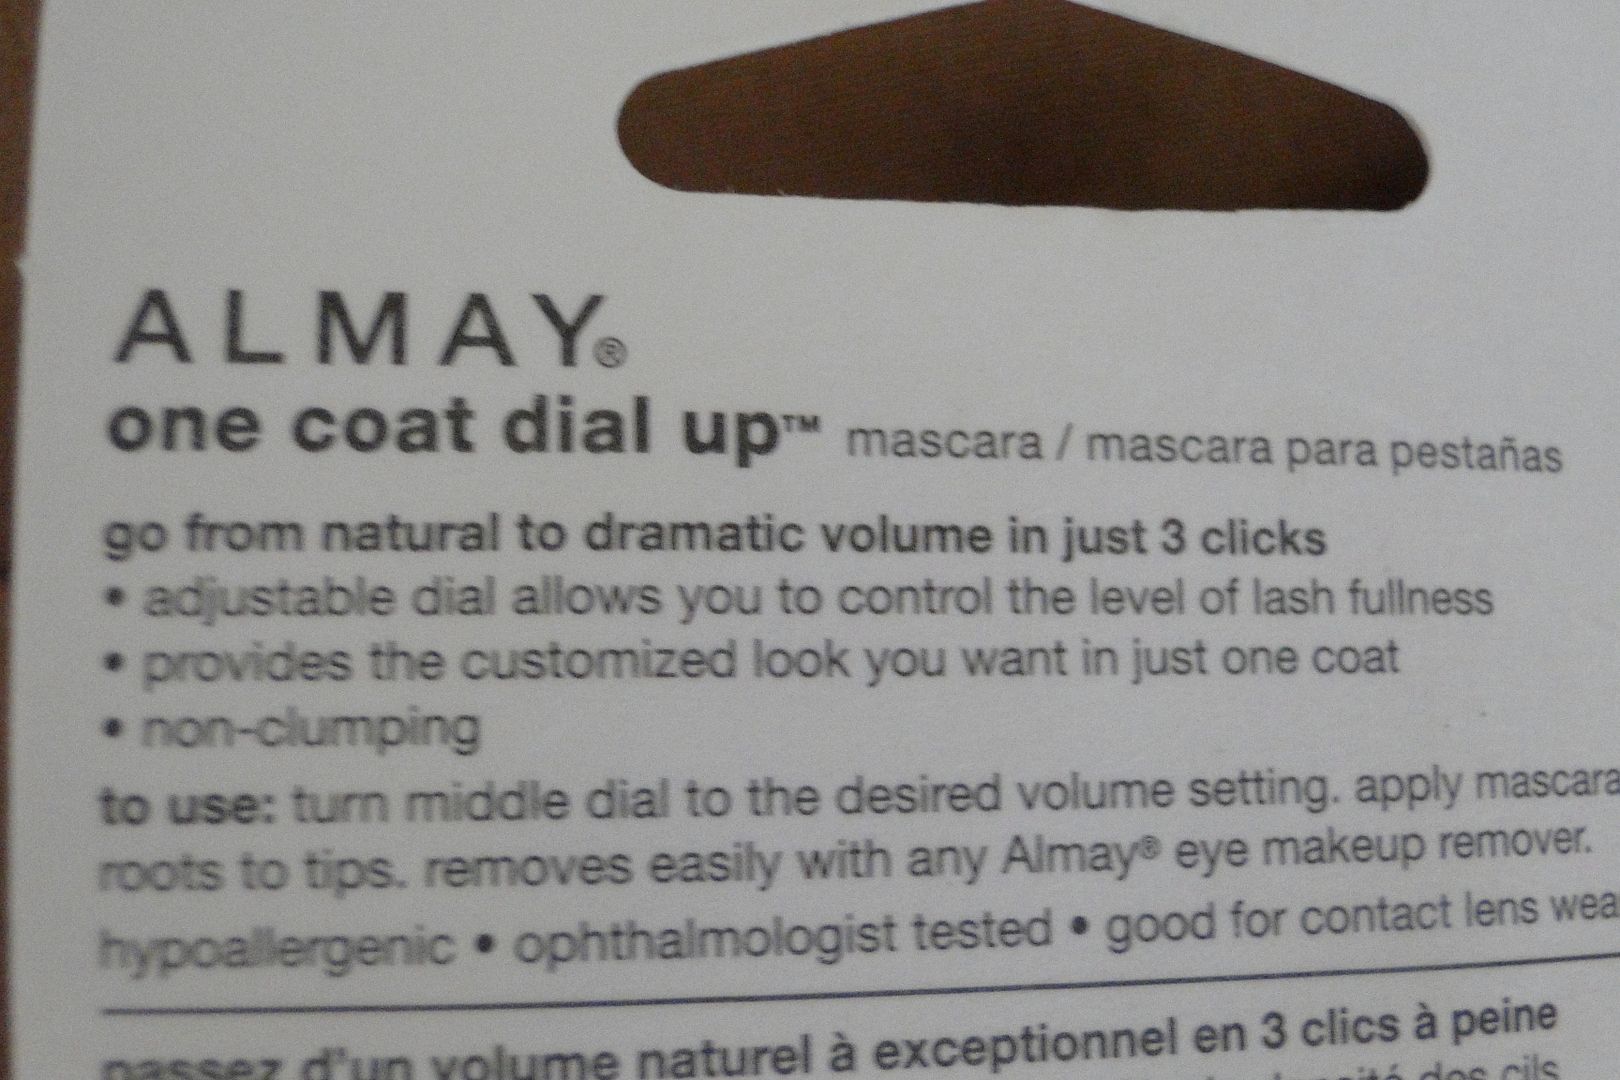 ALMAY®
one coat dial up™ mascara / mascara para pestañas
go from natural to dramatic volume in just 3 clicks
• adjustable dial allows you to control the level of lash fullness
• provides the customized look you want in just one coat
• non-clumping
to use: turn middle dial to the desired volume setting. apply mascara
roots to tips. removes easily with any Almay® eye makeup remover.
hypoallergenic • ophthalmologist tested • good for contact lens wea
passez d'un volume naturel à exceptionnel en 3 clics à peine
des cils